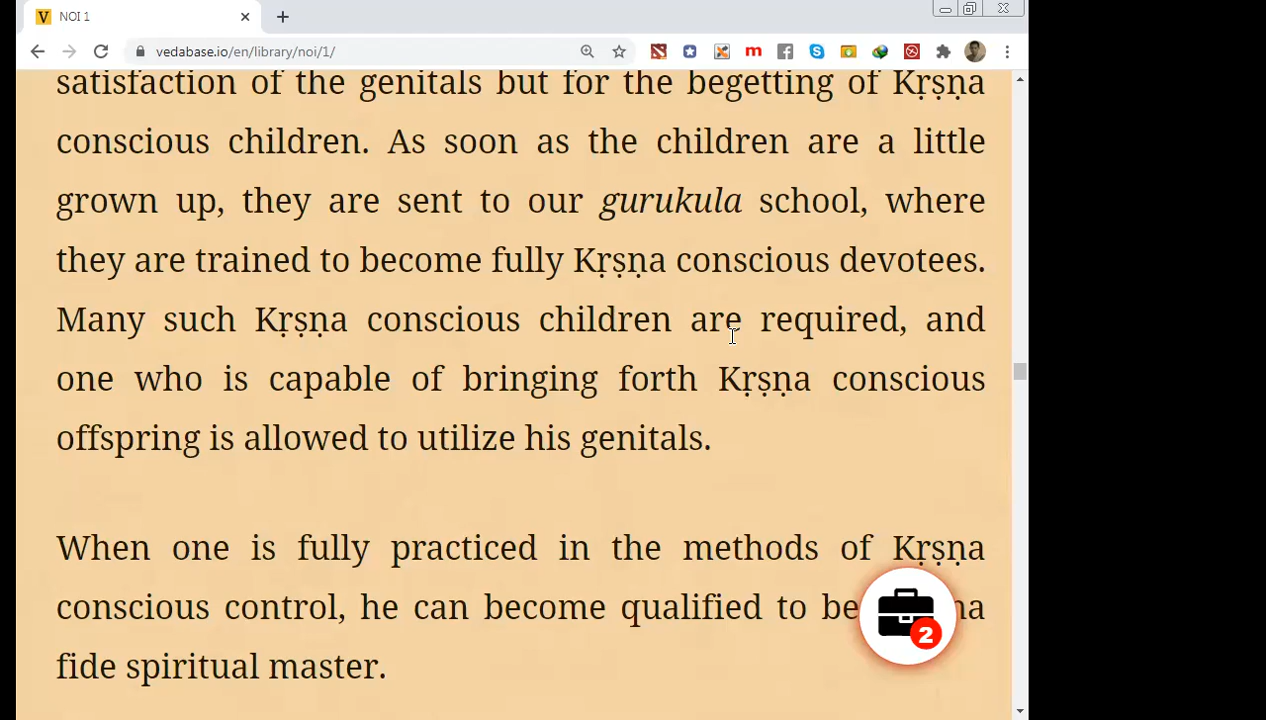 V NOI 1
vedabase.io/en/library/noi/1/
m
satisfaction of the genitals but for the begetting of Kṛṣṇa
conscious children. As soon as the children are a little
grown up, they are sent to our gurukula school, where
they are trained to become fully Kṛṣṇa conscious devotees.
Many such Kṛṣṇa conscious children are required, and
one who is capable of bringing forth Kṛṣṇa conscious
offspring is allowed to utilize his genitals.
When one is fully practiced in the methods of Kṛṣṇa
conscious control, he can become qualified to be na
fide spiritual master.
2